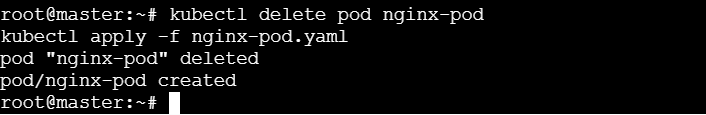 root@master:~# kubectl delete pod nginx-pod
kubectl apply -f nginx-pod.yaml
pod "nginx-pod" deleted
pod/nginx-pod created
root@master:~#